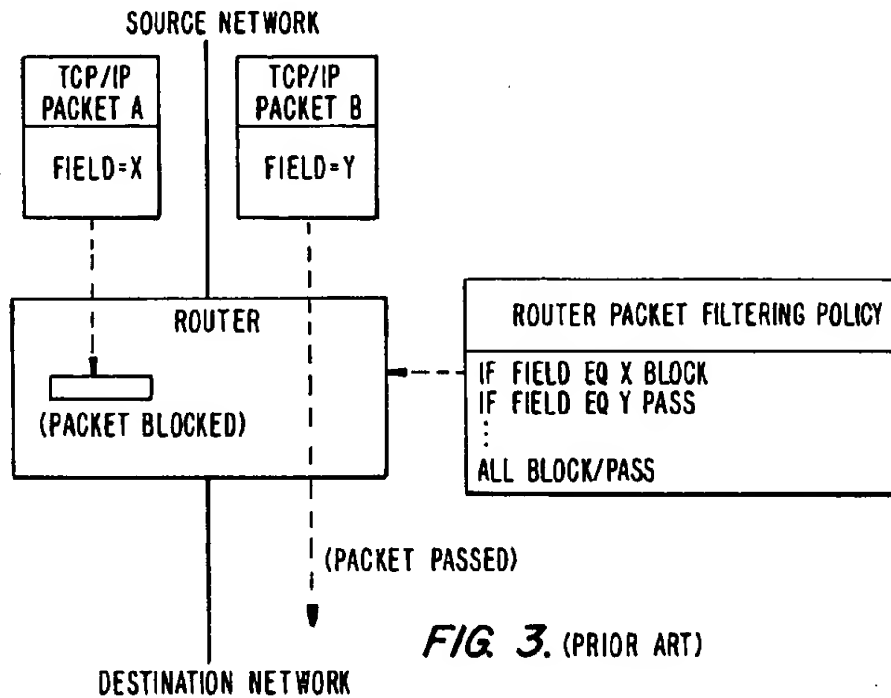 SOURCE NETWORK
TCP/IP
PACKET A
FIELD=X
TCP/IP
PACKET B
FIELD=Y
ROUTER
(PACKET BLOCKED)
ROUTER PACKET FILTERING POLICY
IF FIELD EQ X BLOCK
IF FIELD EQ Y PASS
⋮
ALL BLOCK/PASS
(PACKET PASSED)
FIG. 3. (PRIOR ART)
DESTINATION NETWORK